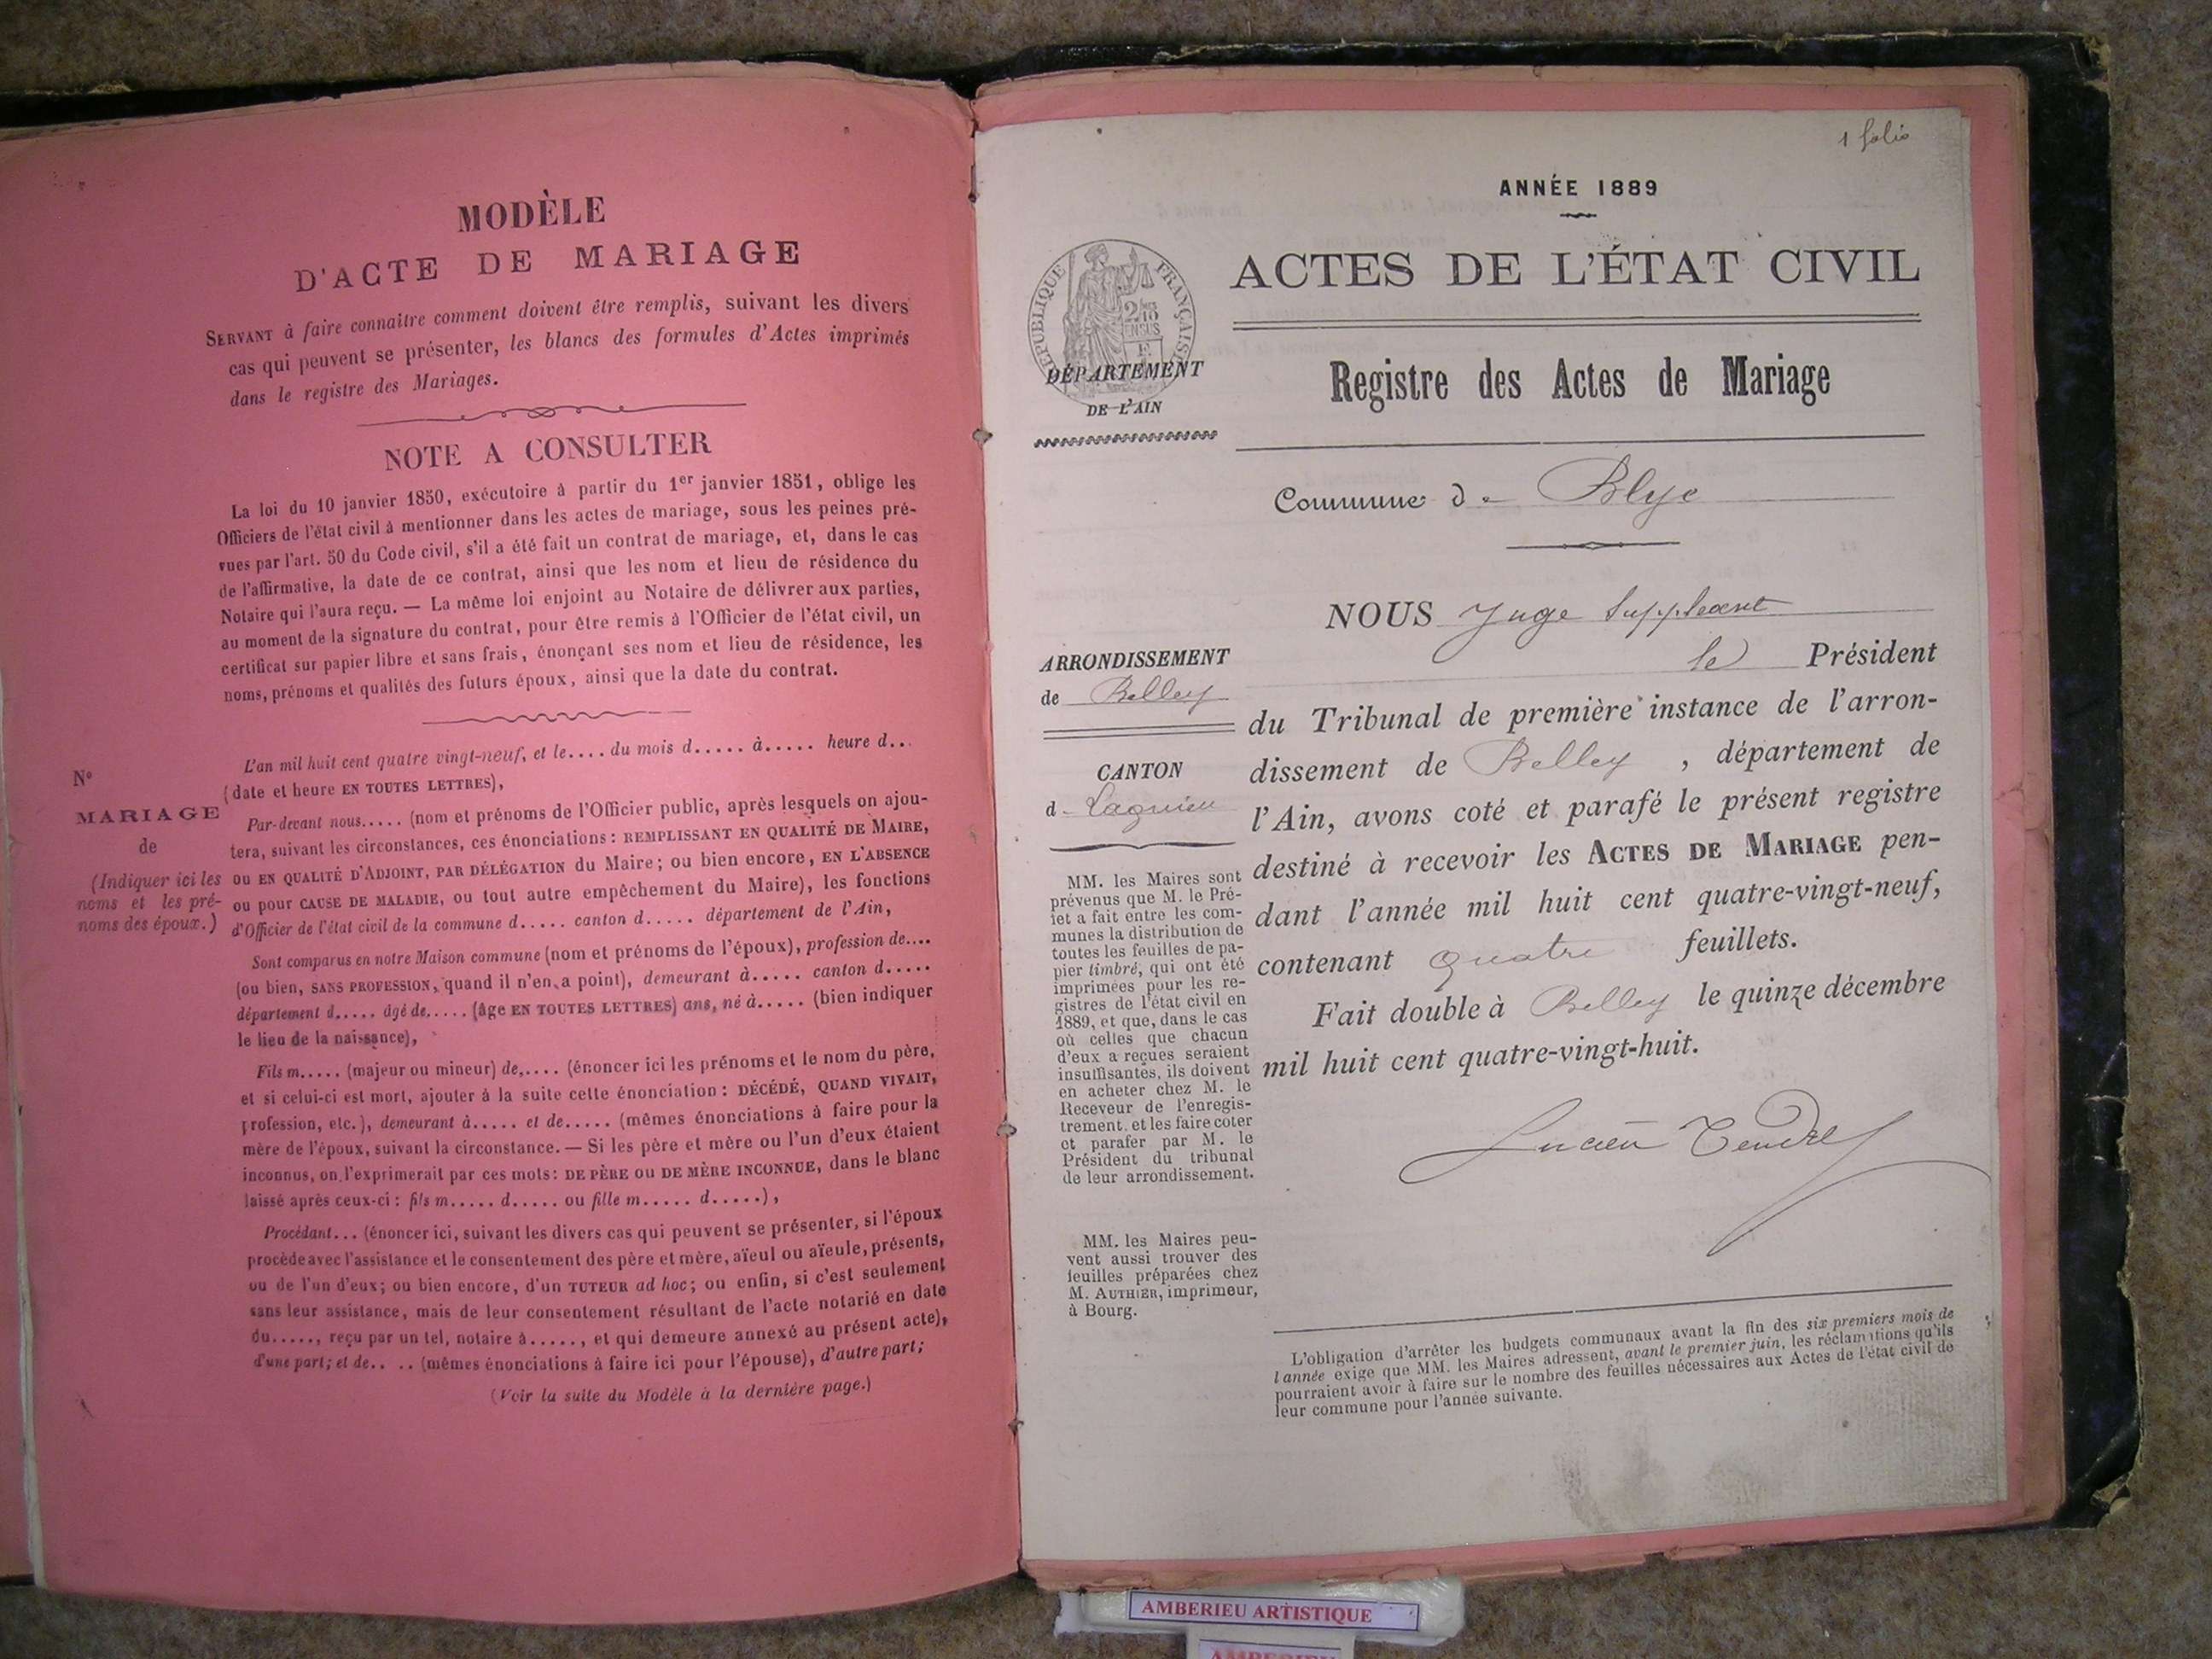 MODÈLE
D'ACTE DE MARIAGE
SERVANT à faire connaitre comment doivent être remplis, suivant les divers
cas qui peuvent se présenter, les blancs des formules d'Actes imprimés
dans le registre des Mariages.
NOTE A CONSULTER
La loi du 10 janvier 1850, exécutoire à partir du 1er janvier 1851, oblige les
Officiers de l'état civil à mentionner dans les actes de mariage, sous les peines pré-
vues par l'art. 50 du Code civil, s'il a été fait un contrat de mariage, et, dans le cas
de l'affirmative, la date de ce contrat, ainsi que les nom et lieu de résidence du
Notaire qui l'aura reçu. — La même loi enjoint au Notaire de délivrer aux parties,
au moment de la signature du contrat, pour être remis à l'Officier de l'état civil, un
certificat sur papier libre et sans frais, énonçant ses nom et lieu de résidence, les
noms, prénoms et qualités des futurs époux, ainsi que la date du contrat.
No
MARIAGE
de
(Indiquer ici les
noms et les pré-
noms des époux.)
L'an mil huit cent quatre vingt-neuf, et le.... du mois d..... à..... heure d...
(date et heure EN TOUTES LETTRES),
Par-devant nous..... (nom et prénoms de l'Officier public, après lesquels on ajou-
tera, suivant les circonstances, ces énonciations : REMPLISSANT EN QUALITÉ DE MAIRE,
ou EN QUALITÉ D'ADJOINT, PAR DÉLÉGATION du Maire; ou bien encore, EN L'ABSENCE
ou pour CAUSE DE MALADIE, ou tout autre empêchement du Maire), les fonctions
d'Officier de l'état civil de la commune d..... canton d..... département de l'Ain,
Sont comparus en notre Maison commune (nom et prénoms de l'époux), profession de....
(ou bien, SANS PROFESSION, quand il n'en a point), demeurant à..... canton d.....
département d..... âgé de..... (âge EN TOUTES LETTRES) ans, né à..... (bien indiquer
le lieu de la naissance),
Fils m..... (majeur ou mineur) de,.... (énoncer ici les prénoms et le nom du père,
et si celui-ci est mort, ajouter à la suite cette énonciation : DÉCÉDÉ, QUAND VIVAIT,
profession, etc.), demeurant à..... et de..... (mêmes énonciations à faire pour la
mère de l'époux, suivant la circonstance. — Si les père et mère ou l'un d'eux étaient
inconnus, on l'exprimerait par ces mots : DE PÈRE OU DE MÈRE INCONNUE, dans le blanc
laissé après ceux-ci : fils m..... d..... ou fille m..... d.....),
Procédant... (énoncer ici, suivant les divers cas qui peuvent se présenter, si l'époux
procède avec l'assistance et le consentement des père et mère, aïeul ou aïeule, présents,
ou de l'un d'eux; ou bien encore, d'un TUTEUR ad hoc; ou enfin, si c'est seulement
sans leur assistance, mais de leur consentement résultant de l'acte notarié en date
du....., reçu par un tel, notaire à....., et qui demeure annexé au présent acte),
d'une part; et de.. .. (mêmes énonciations à faire ici pour l'épouse), d'autre part;
(Voir la suite du Modèle à la dernière page.)
1 folio
ANNÉE 1889
ACTES DE L'ÉTAT CIVIL
RÉPUBLIQUE FRANÇAISE
DÉPARTEMENT
DE L'AIN
Registre des Actes de Mariage
Commune de Blye
NOUS Juge Suppleant
le Président
ARRONDISSEMENT
de Belley
CANTON
d Lagnieu
du Tribunal de première instance de l'arron-
dissement de Belley, département de
l'Ain, avons coté et parafé le présent registre
destiné à recevoir les ACTES DE MARIAGE pen-
dant l'année mil huit cent quatre-vingt-neuf,
contenant quatre feuillets.
Fait double à Belley le quinze décembre
mil huit cent quatre-vingt-huit.
Lucien Tendret
MM. les Maires sont
prévenus que M. le Pré-
fet a fait entre les com-
munes la distribution de
toutes les feuilles de pa-
pier timbré, qui ont été
imprimées pour les re-
gistres de l'état civil en
1889, et que, dans le cas
où celles que chacun
d'eux a reçues seraient
insuffisantes, ils doivent
en acheter chez M. le
Receveur de l'enregis-
trement, et les faire coter
et parafer par M. le
Président du tribunal
de leur arrondissement.
MM. les Maires peu-
vent aussi trouver des
feuilles préparées chez
M. AUTHIER, imprimeur,
à Bourg.
L'obligation d'arrêter les budgets communaux avant la fin des six premiers mois de
l'année exige que MM. les Maires adressent, avant le premier juin, les réclamations qu'ils
pourraient avoir à faire sur le nombre des feuilles nécessaires aux Actes de l'état civil de
leur commune pour l'année suivante.
AMBERIEU ARTISTIQUE
AMBERIEU